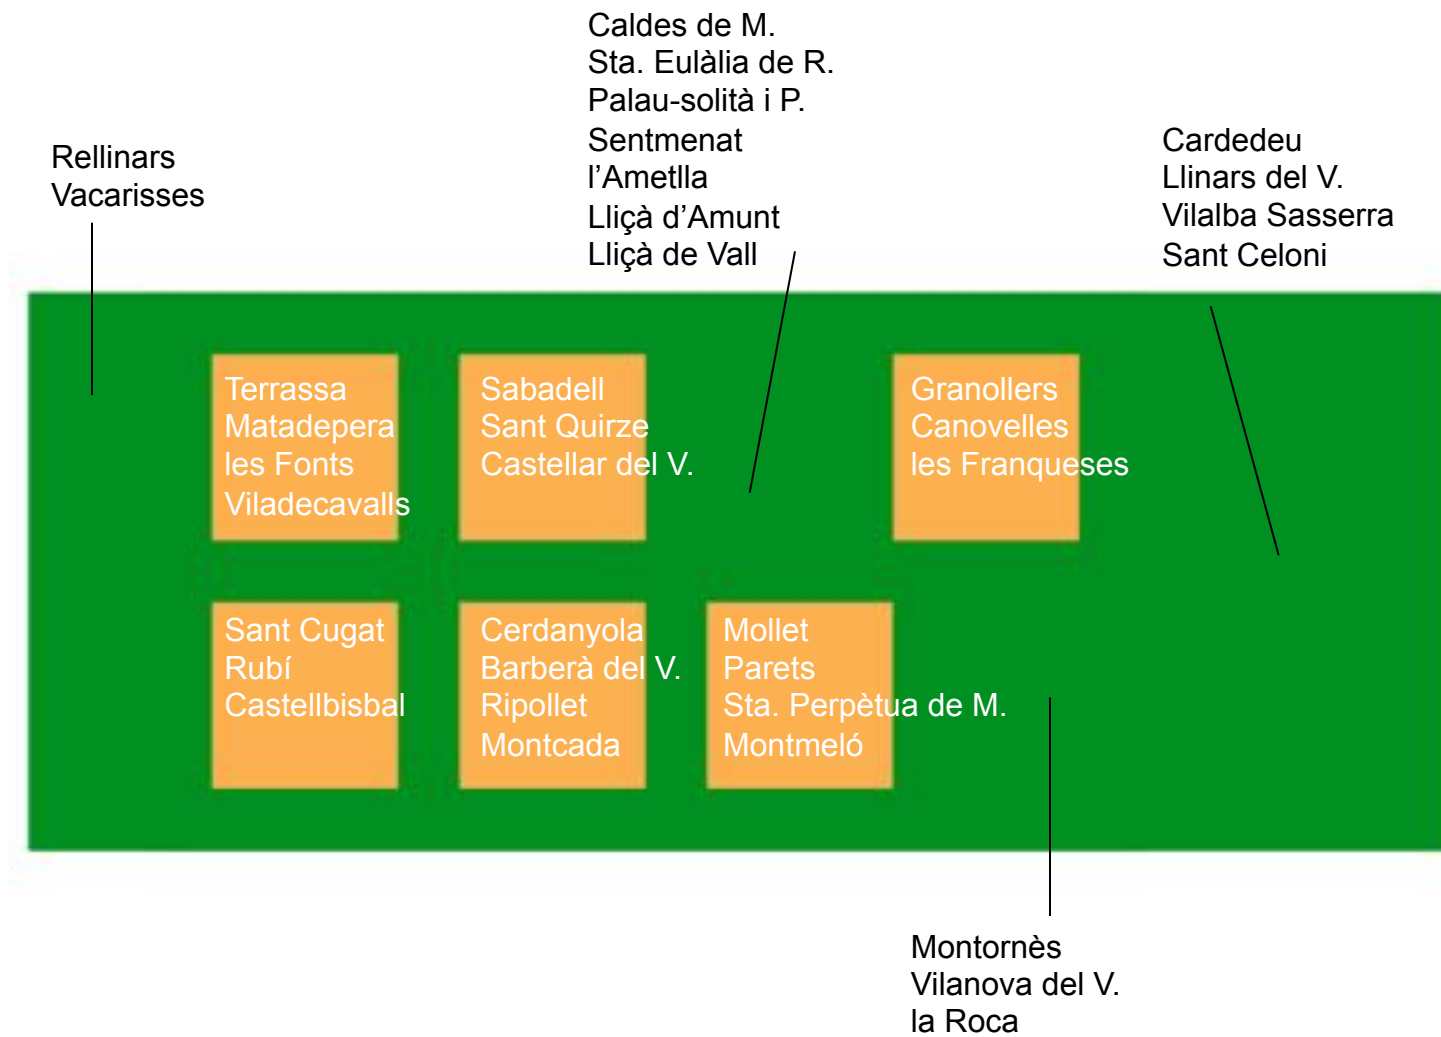 Caldes de M.
Sta. Eulàlia de R.
Palau-solità i P.
Sentmenat
l’Ametlla
Lliçà d’Amunt
Lliçà de Vall
Rellinars
Vacarisses
Cardedeu
Llinars del V.
Vilalba Sasserra
Sant Celoni
Terrassa
Matadepera
les Fonts
Viladecavalls
Sabadell
Sant Quirze
Castellar del V.
Granollers
Canovelles
les Franqueses
Sant Cugat
Rubí
Castellbisbal
Cerdanyola
Barberà del V.
Ripollet
Montcada
Mollet
Parets
Sta. Perpètua de M.
Montmeló
Montornès
Vilanova del V.
la Roca